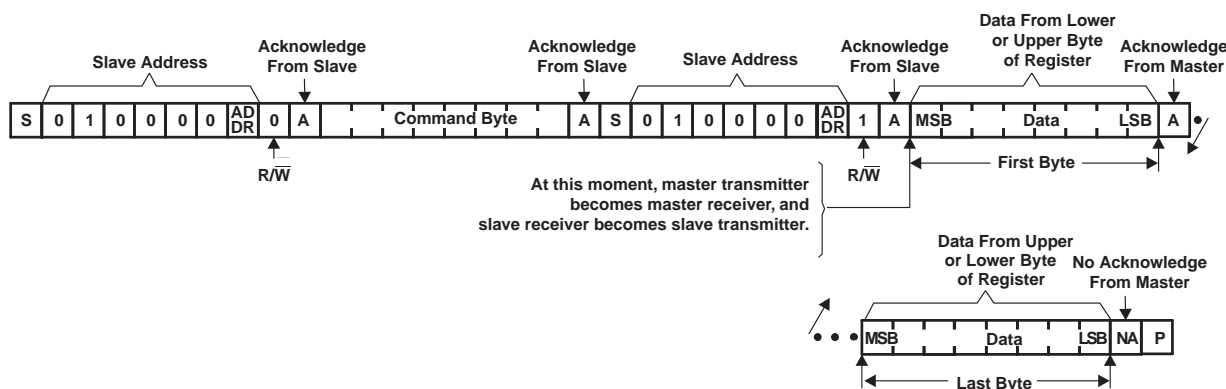 Data From Lower
or Upper Byte
of Register
Slave Address
Acknowledge
From Slave
Acknowledge
From Slave
Slave Address
Acknowledge
From Slave
Acknowledge
From Master
S 0 1 0 0 0 0 AD DR 0 A Command Byte A S 0 1 0 0 0 0 AD DR 1 A MSB Data LSB A
R/W̅
R/W̅
First Byte
At this moment, master transmitter
becomes master receiver, and
slave receiver becomes slave transmitter.
Data From Upper
or Lower Byte
of Register
No Acknowledge
From Master
MSB Data LSB NA P
Last Byte